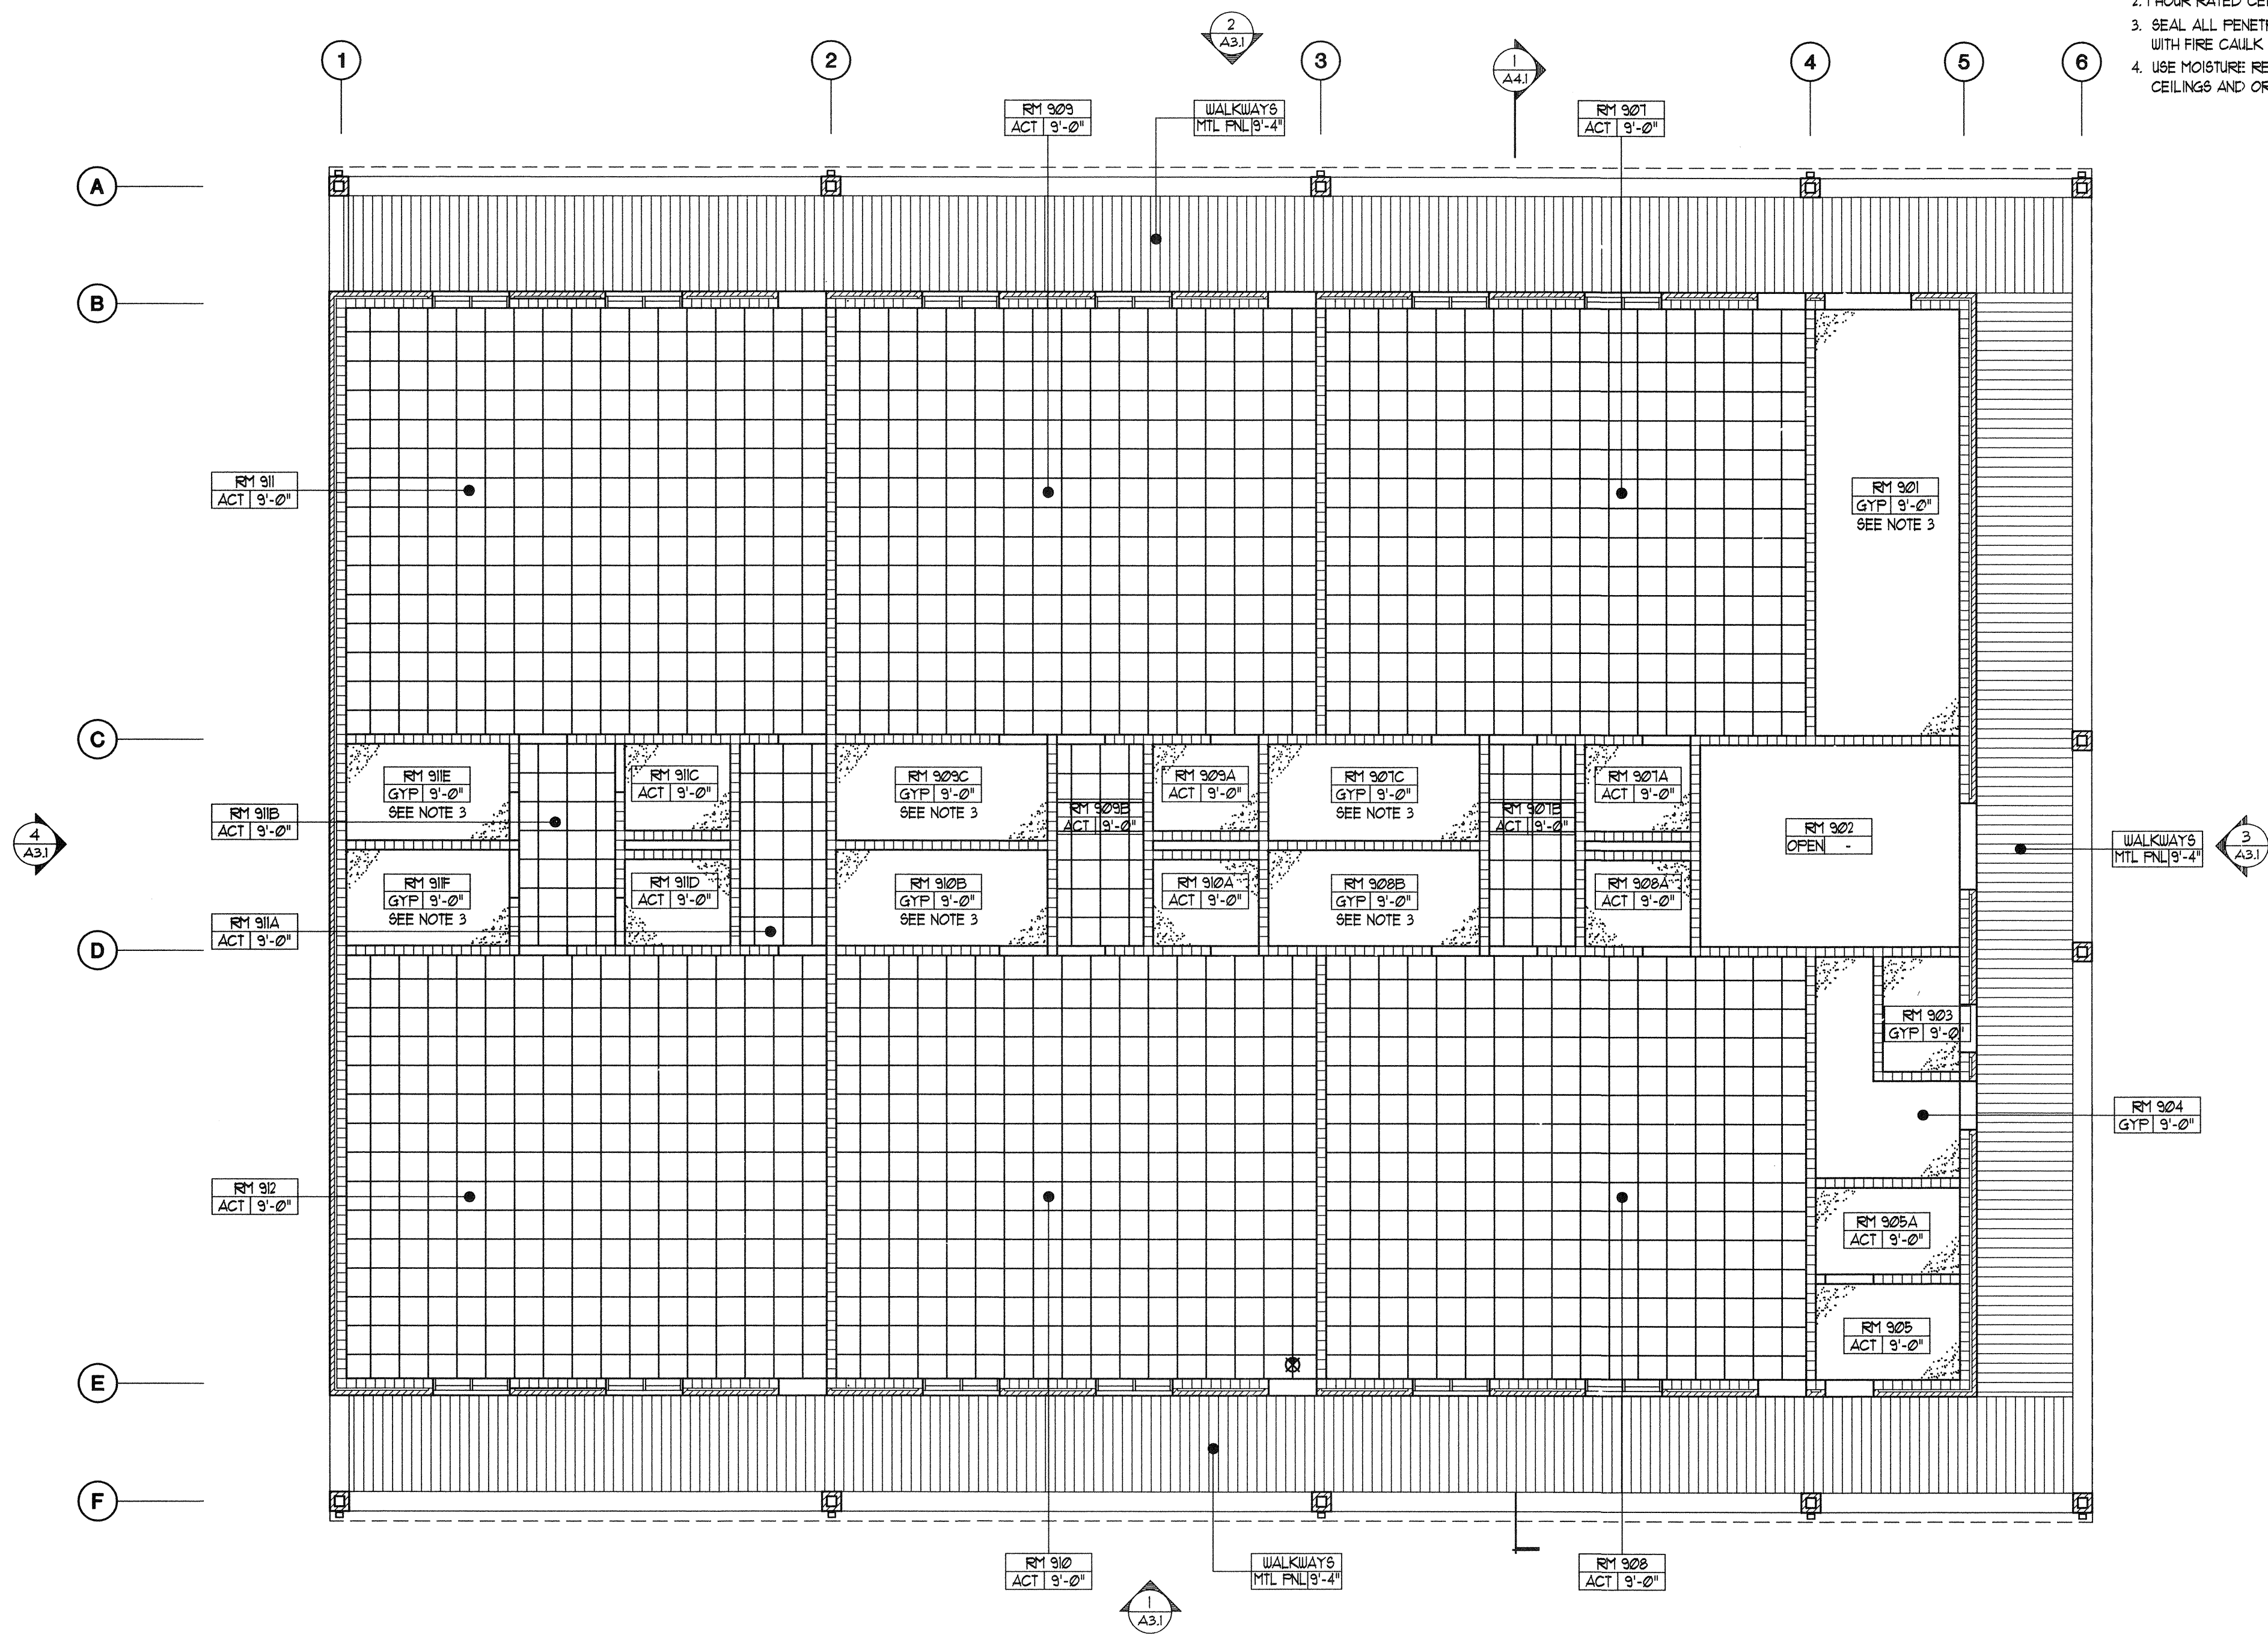 2. 1 HOUR RATED
3. SEAL ALL
WITH FIRE CAULK
4. USE MOISTURE
CEILINGS AND
2
A3.1
1
A4.1
1
2
3
4
5
6
RM 909
ACT 9'-0"
WALKWAYS
MTL PNL 9'-4"
RM 907
ACT 9'-0"
A
B
RM 911
ACT 9'-0"
RM 901
GYP 9'-0"
SEE NOTE 3
C
RM 911E
GYP 9'-0"
SEE NOTE 3
RM 911C
ACT 9'-0"
RM 909C
GYP 9'-0"
SEE NOTE 3
RM 909A
ACT 9'-0"
RM 907C
GYP 9'-0"
SEE NOTE 3
RM 907A
ACT 9'-0"
RM 911B
ACT 9'-0"
RM 909B
ACT 9'-0"
RM 907B
ACT 9'-0"
RM 902
OPEN -
4
A3.1
WALKWAYS
MTL PNL 9'-4"
3
A3.1
RM 911F
GYP 9'-0"
SEE NOTE 3
RM 911D
ACT 9'-0"
RM 910B
GYP 9'-0"
SEE NOTE 3
RM 910A
ACT 9'-0"
RM 908B
GYP 9'-0"
SEE NOTE 3
RM 908A
ACT 9'-0"
RM 911A
ACT 9'-0"
D
RM 903
GYP 9'-0"
RM 904
GYP 9'-0"
RM 912
ACT 9'-0"
RM 905A
ACT 9'-0"
RM 905
ACT 9'-0"
E
F
RM 910
ACT 9'-0"
WALKWAYS
MTL PNL 9'-4"
RM 908
ACT 9'-0"
1
A3.1